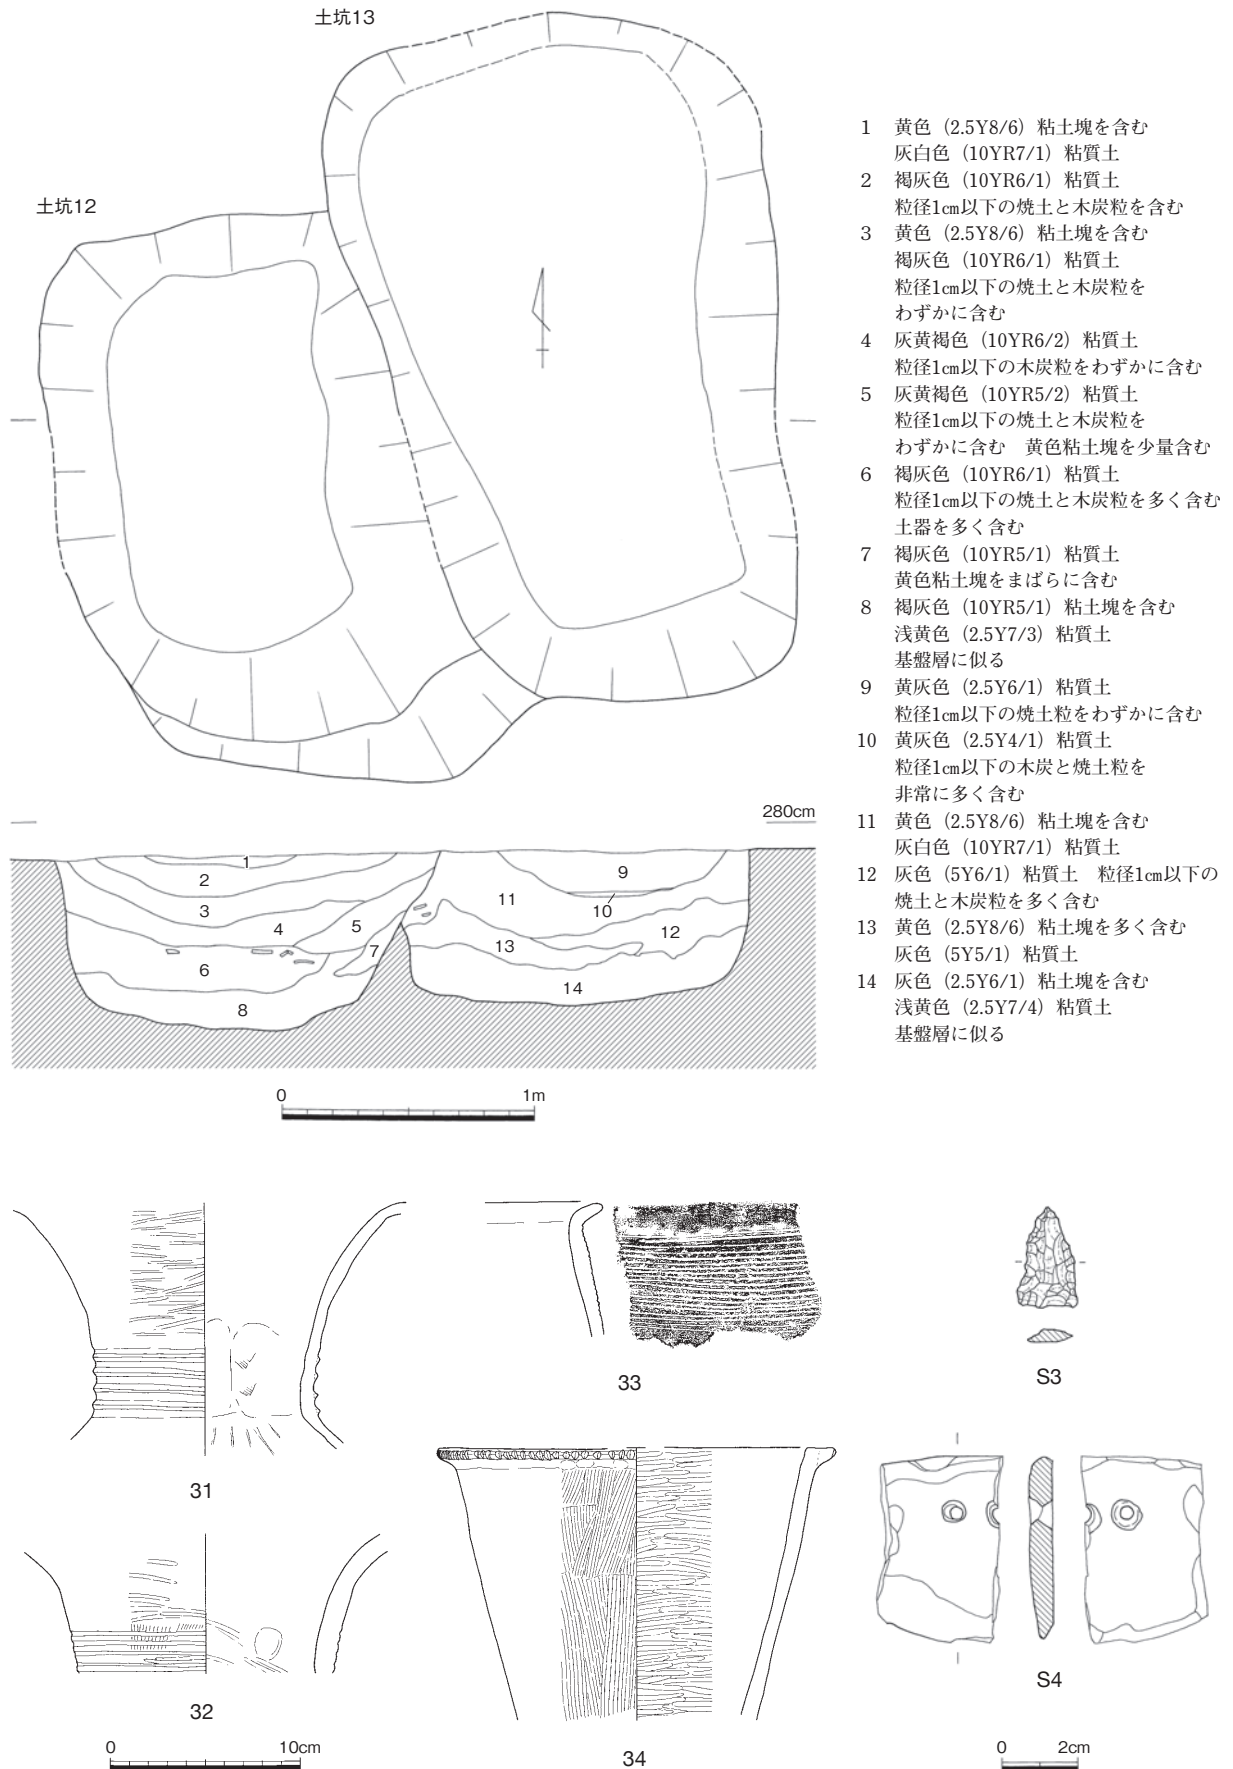 土坑13
土坑12
1 黄色（2.5Y8/6）粘土塊を含む
灰白色（10YR7/1）粘質土
2 褐灰色（10YR6/1）粘質土
粒径1cm以下の焼土と木炭粒を含む
3 黄色（2.5Y8/6）粘土塊を含む
褐灰色（10YR6/1）粘質土
粒径1cm以下の焼土と木炭粒を
わずかに含む
4 灰黄褐色（10YR6/2）粘質土
粒径1cm以下の木炭粒をわずかに含む
5 灰黄褐色（10YR5/2）粘質土
粒径1cm以下の焼土と木炭粒を
わずかに含む　黄色粘土塊を少量含む
6 褐灰色（10YR6/1）粘質土
粒径1cm以下の焼土と木炭粒を多く含む
土器を多く含む
7 褐灰色（10YR5/1）粘質土
黄色粘土塊をまばらに含む
8 褐灰色（10YR5/1）粘土塊を含む
浅黄色（2.5Y7/3）粘質土
基盤層に似る
9 黄灰色（2.5Y6/1）粘質土
粒径1cm以下の焼土粒をわずかに含む
10 黄灰色（2.5Y4/1）粘質土
粒径1cm以下の木炭と焼土粒を
非常に多く含む
11 黄色（2.5Y8/6）粘土塊を含む
灰白色（10YR7/1）粘質土
12 灰色（5Y6/1）粘質土　粒径1cm以下の
焼土と木炭粒を多く含む
13 黄色（2.5Y8/6）粘土塊を多く含む
灰色（5Y5/1）粘質土
14 灰色（2.5Y6/1）粘土塊を含む
浅黄色（2.5Y7/4）粘質土
基盤層に似る
280cm
1
2
3
4
5
6
7
8
9
10
11
12
13
14
0 1m
31
32
33
34
S3
S4
0 10cm
0 2cm